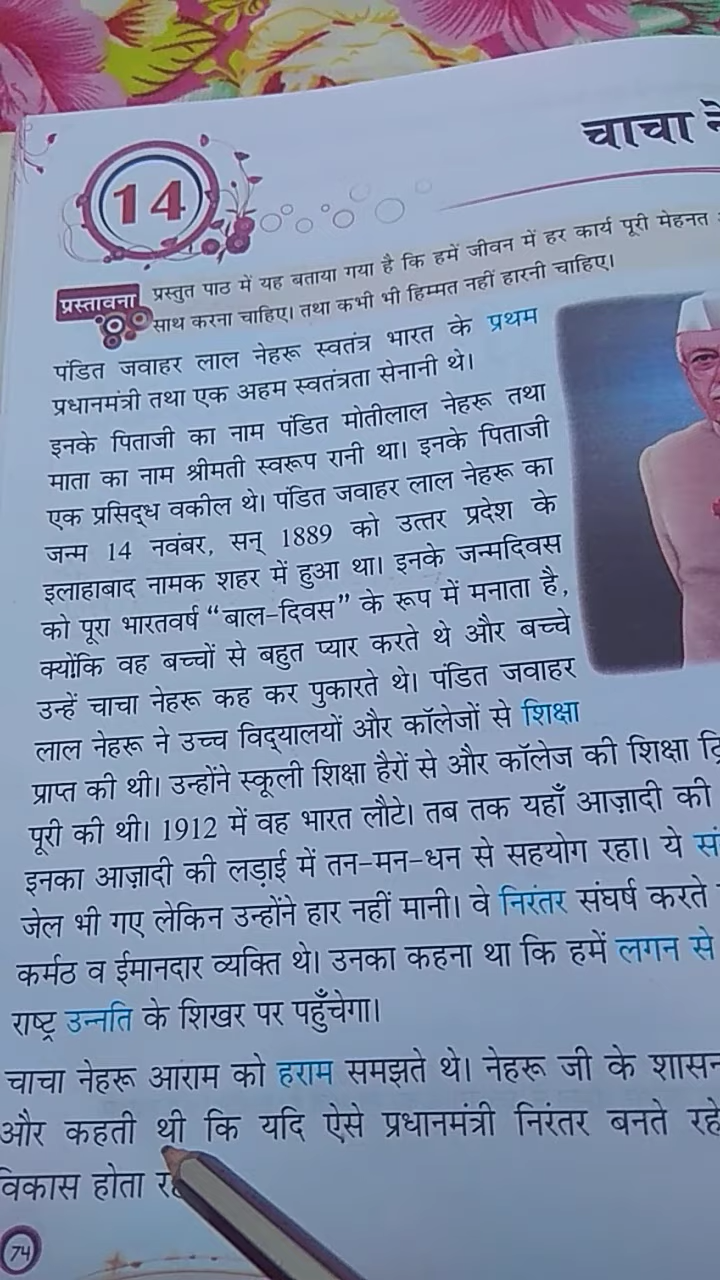 14
चाचा
प्रस्तावना
प्रस्तुत पाठ में यह बताया गया है कि हमें जीवन में हर कार्य पूरी मेहनत
साथ करना चाहिए। तथा कभी भी हिम्मत नहीं हारनी चाहिए।
पंडित जवाहर लाल नेहरू स्वतंत्र भारत के प्रथम
प्रधानमंत्री तथा एक अहम स्वतंत्रता सेनानी थे।
इनके पिताजी का नाम पंडित मोतीलाल नेहरू तथा
माता का नाम श्रीमती स्वरूप रानी था। इनके पिताजी
एक प्रसिद्ध वकील थे। पंडित जवाहर लाल नेहरू का
जन्म 14 नवंबर, सन् 1889 को उत्तर प्रदेश के
इलाहाबाद नामक शहर में हुआ था। इनके जन्मदिवस
को पूरा भारतवर्ष “बाल-दिवस” के रूप में मनाता है,
क्योंकि वह बच्चों से बहुत प्यार करते थे और बच्चे
उन्हें चाचा नेहरू कह कर पुकारते थे। पंडित जवाहर
लाल नेहरू ने उच्च विद्यालयों और कॉलेजों से शिक्षा
प्राप्त की थी। उन्होंने स्कूली शिक्षा हैरों से और कॉलेज की शिक्षा
पूरी की थी। 1912 में वह भारत लौटे। तब तक यहाँ आज़ादी की
इनका आज़ादी की लड़ाई में तन-मन-धन से सहयोग रहा। ये
जेल भी गए लेकिन उन्होंने हार नहीं मानी। वे निरंतर संघर्ष करते
कर्मठ व ईमानदार व्यक्ति थे। उनका कहना था कि हमें लगन से
राष्ट्र उन्नति के शिखर पर पहुँचेगा।
चाचा नेहरू आराम को हराम समझते थे। नेहरू जी के शासन
और कहती थी कि यदि ऐसे प्रधानमंत्री निरंतर बनते रहे
विकास होता
74